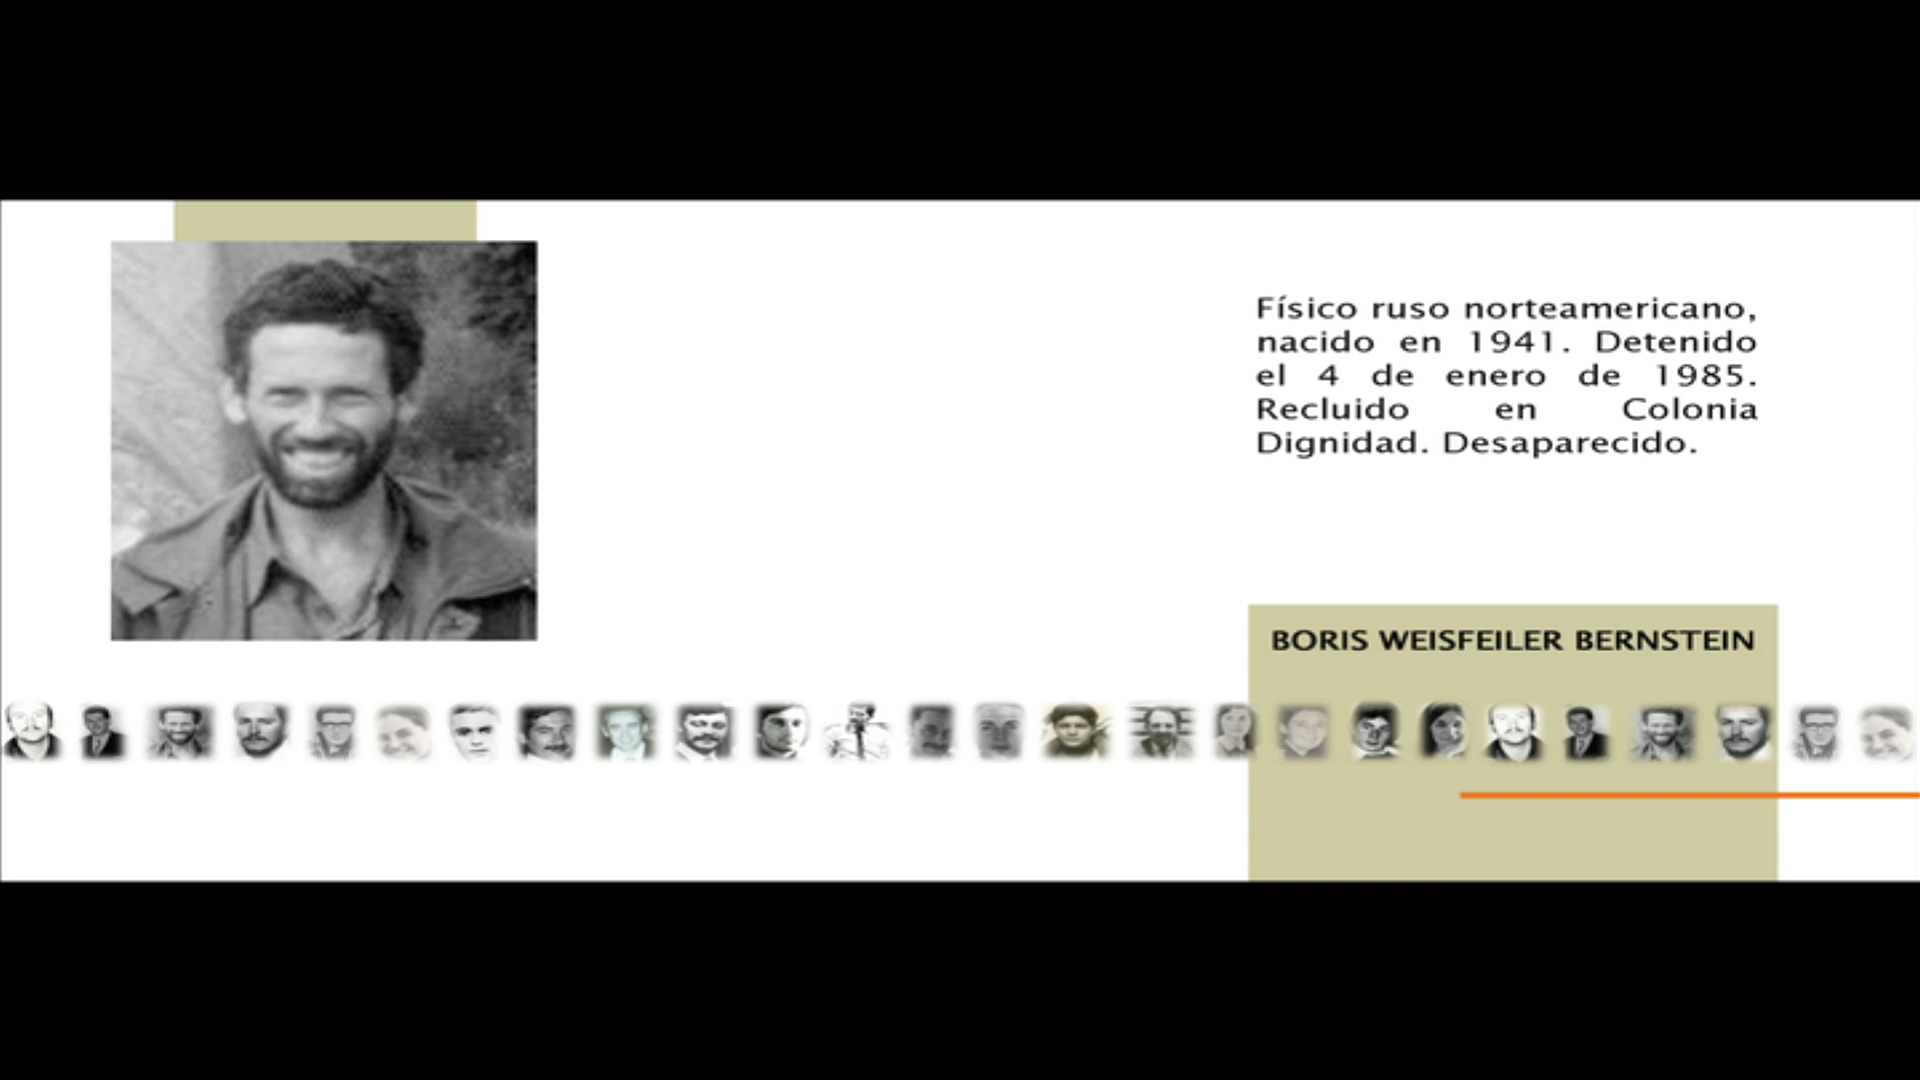 Físico ruso norteamericano,
nacido en 1941. Detenido
el 4 de enero de 1985.
Recluido en Colonia
Dignidad. Desaparecido.
BORIS WEISFEILER BERNSTEIN